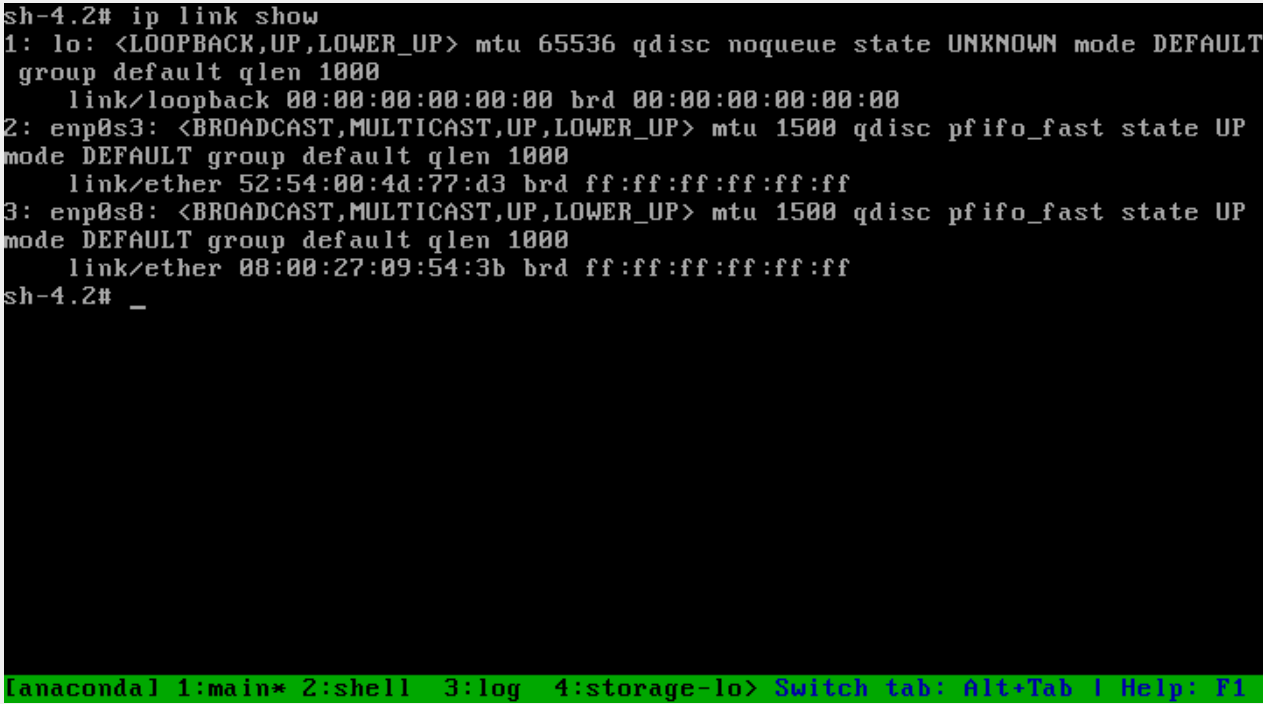 sh-4.2# ip link show
1: lo: <LOOPBACK,UP,LOWER_UP> mtu 65536 qdisc noqueue state UNKNOWN mode DEFAULT
 group default qlen 1000
    link/loopback 00:00:00:00:00:00 brd 00:00:00:00:00:00
2: enp0s3: <BROADCAST,MULTICAST,UP,LOWER_UP> mtu 1500 qdisc pfifo_fast state UP
mode DEFAULT group default qlen 1000
    link/ether 52:54:00:4d:77:d3 brd ff:ff:ff:ff:ff:ff
3: enp0s8: <BROADCAST,MULTICAST,UP,LOWER_UP> mtu 1500 qdisc pfifo_fast state UP
mode DEFAULT group default qlen 1000
    link/ether 08:00:27:09:54:3b brd ff:ff:ff:ff:ff:ff
sh-4.2# _
[anaconda] 1:main* 2:shell  3:log  4:storage-lo> Switch tab: Alt+Tab | Help: F1